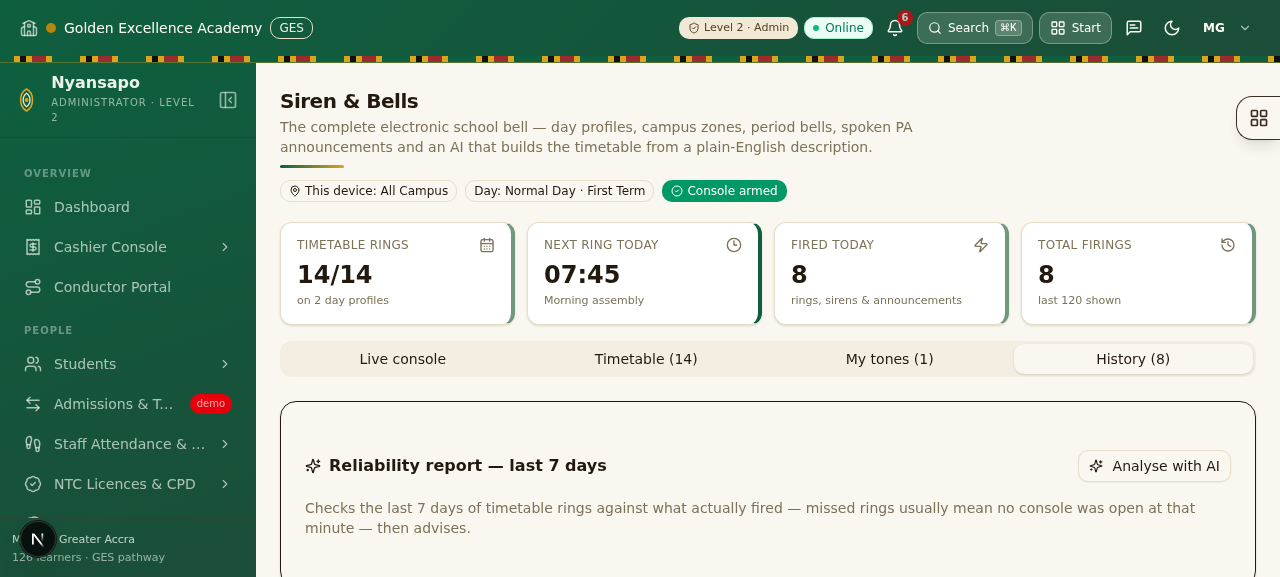 Golden Excellence Academy
GES
Level 2 · Admin
Online
6
Search ⌘K
Start
MG
Nyansapo
ADMINISTRATOR · LEVEL
2
OVERVIEW
Dashboard
Cashier Console
Conductor Portal
PEOPLE
Students
Admissions & T...
demo
Staff Attendance & ...
NTC Licences & CPD
Greater Accra
N
GES pathway
Siren & Bells
The complete electronic school bell — day profiles, campus zones, period bells, spoken PA
announcements and an AI that builds the timetable from a plain-English description.
This device: All Campus
Day: Normal Day · First Term
Console armed
TIMETABLE RINGS
14/14
on 2 day profiles
NEXT RING TODAY
07:45
Morning assembly
FIRED TODAY
8
rings, sirens & announcements
TOTAL FIRINGS
8
last 120 shown
Live console
Timetable (14)
My tones (1)
History (8)
Reliability report — last 7 days
Analyse with AI
Checks the last 7 days of timetable rings against what actually fired — missed rings usually mean no console was open at that
minute — then advises.